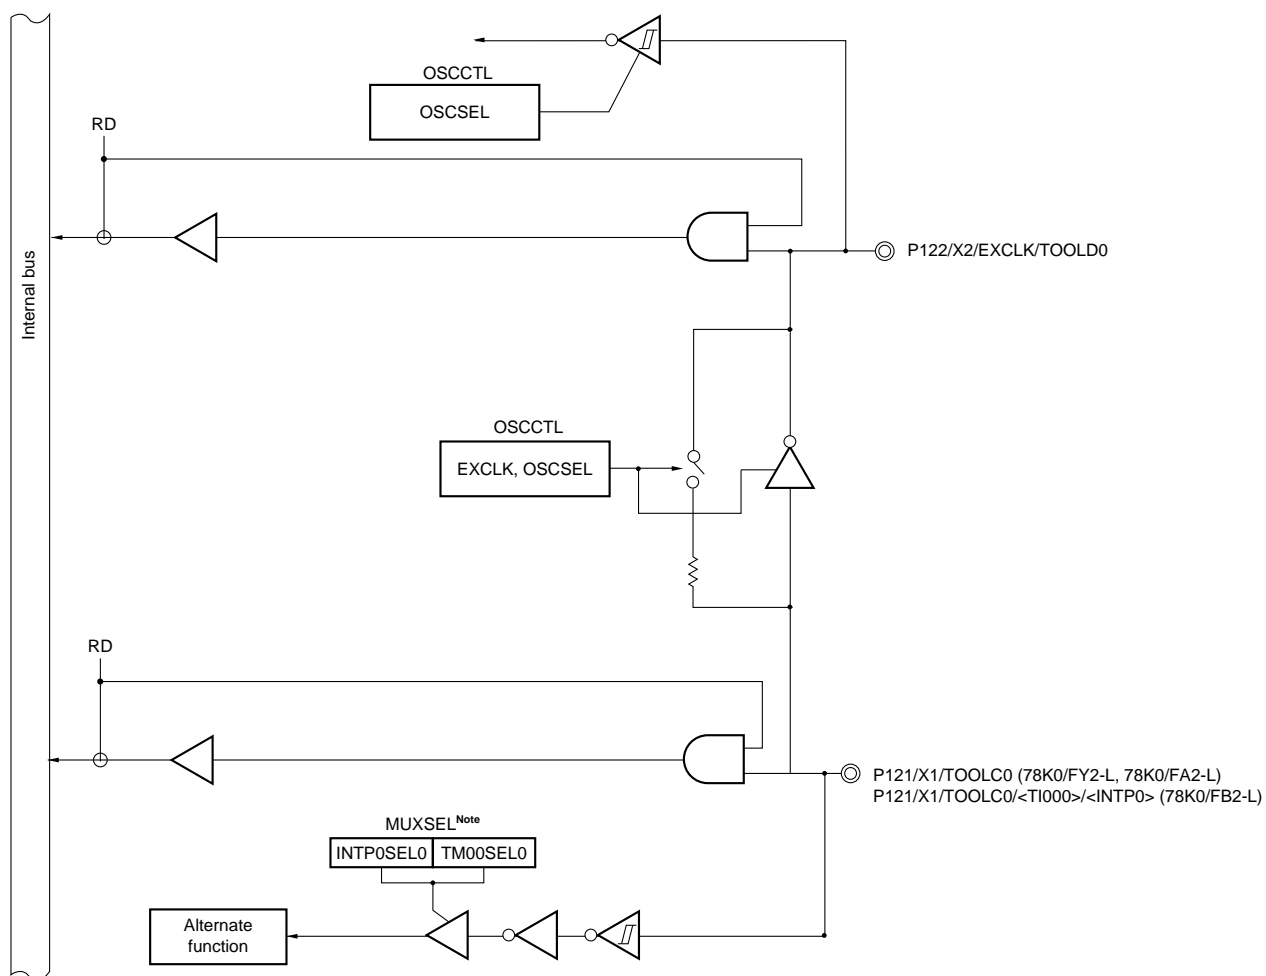 OSCCTL
OSCSEL
RD
P122/X2/EXCLK/TOOLD0
Internal bus
OSCCTL
EXCLK, OSCSEL
RD
P121/X1/TOOLC0 (78K0/FY2-L, 78K0/FA2-L)
P121/X1/TOOLC0/<TI000>/<INTP0> (78K0/FB2-L)
MUXSELNote
INTP0SEL0 TM00SEL0
Alternate
function